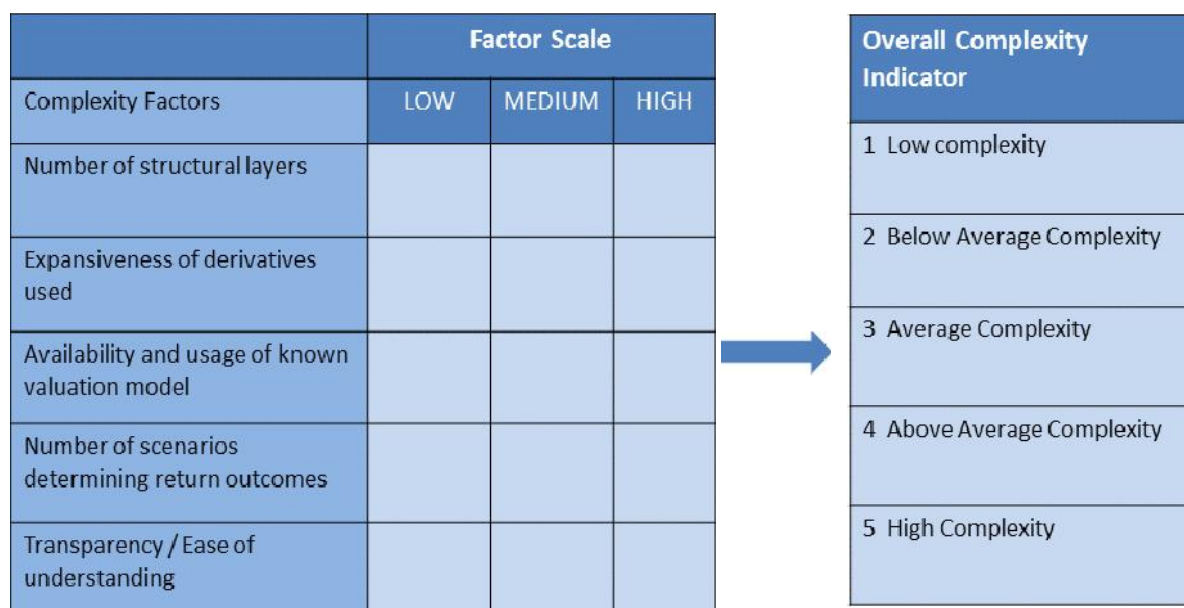 Factor Scale
Complexity Factors
LOW
MEDIUM
HIGH
Number of structural layers
Expansiveness of derivatives
used
Availability and usage of known
valuation model
Number of scenarios
determining return outcomes
Transparency / Ease of
understanding
Overall Complexity
Indicator
1 Low complexity
2 Below Average Complexity
3 Average Complexity
4 Above Average Complexity
5 High Complexity